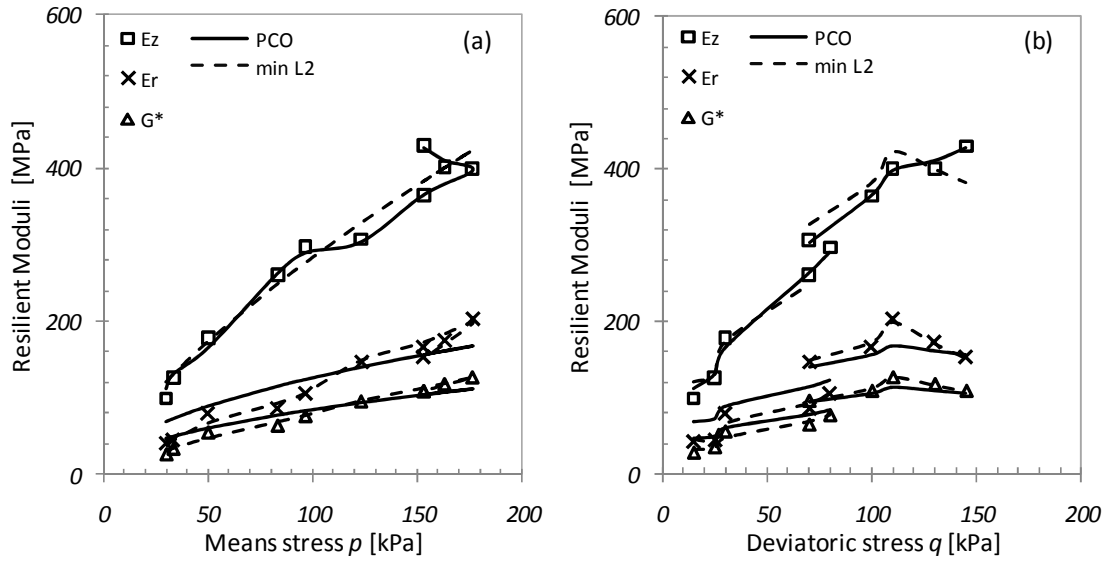 600
400
200
0
Resilient Moduli [MPa]
Ez
Er
G*
PCO
min L2
(a)
0 50 100 150 200
Means stress p [kPa]
600
400
200
0
Resilient Moduli [MPa]
Ez
Er
G*
PCO
min L2
(b)
0 50 100 150 200
Deviatoric stress q [kPa]